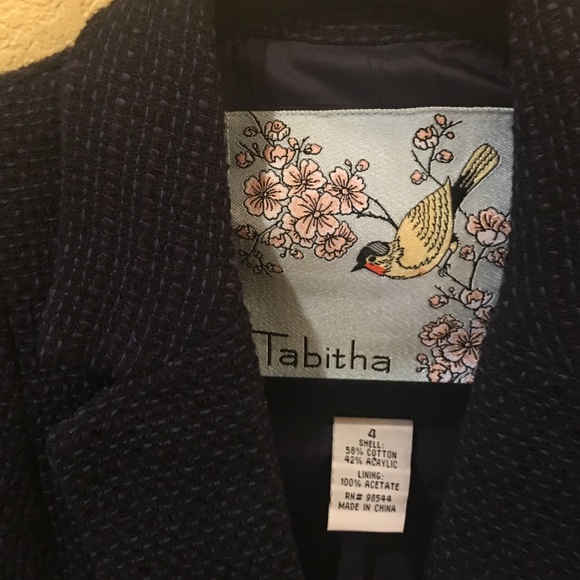 Tabitha
4
SHELL:
58% COTTON
42% ACRYLIC
LINING:
100% ACETATE
RN# 98544
MADE IN CHINA